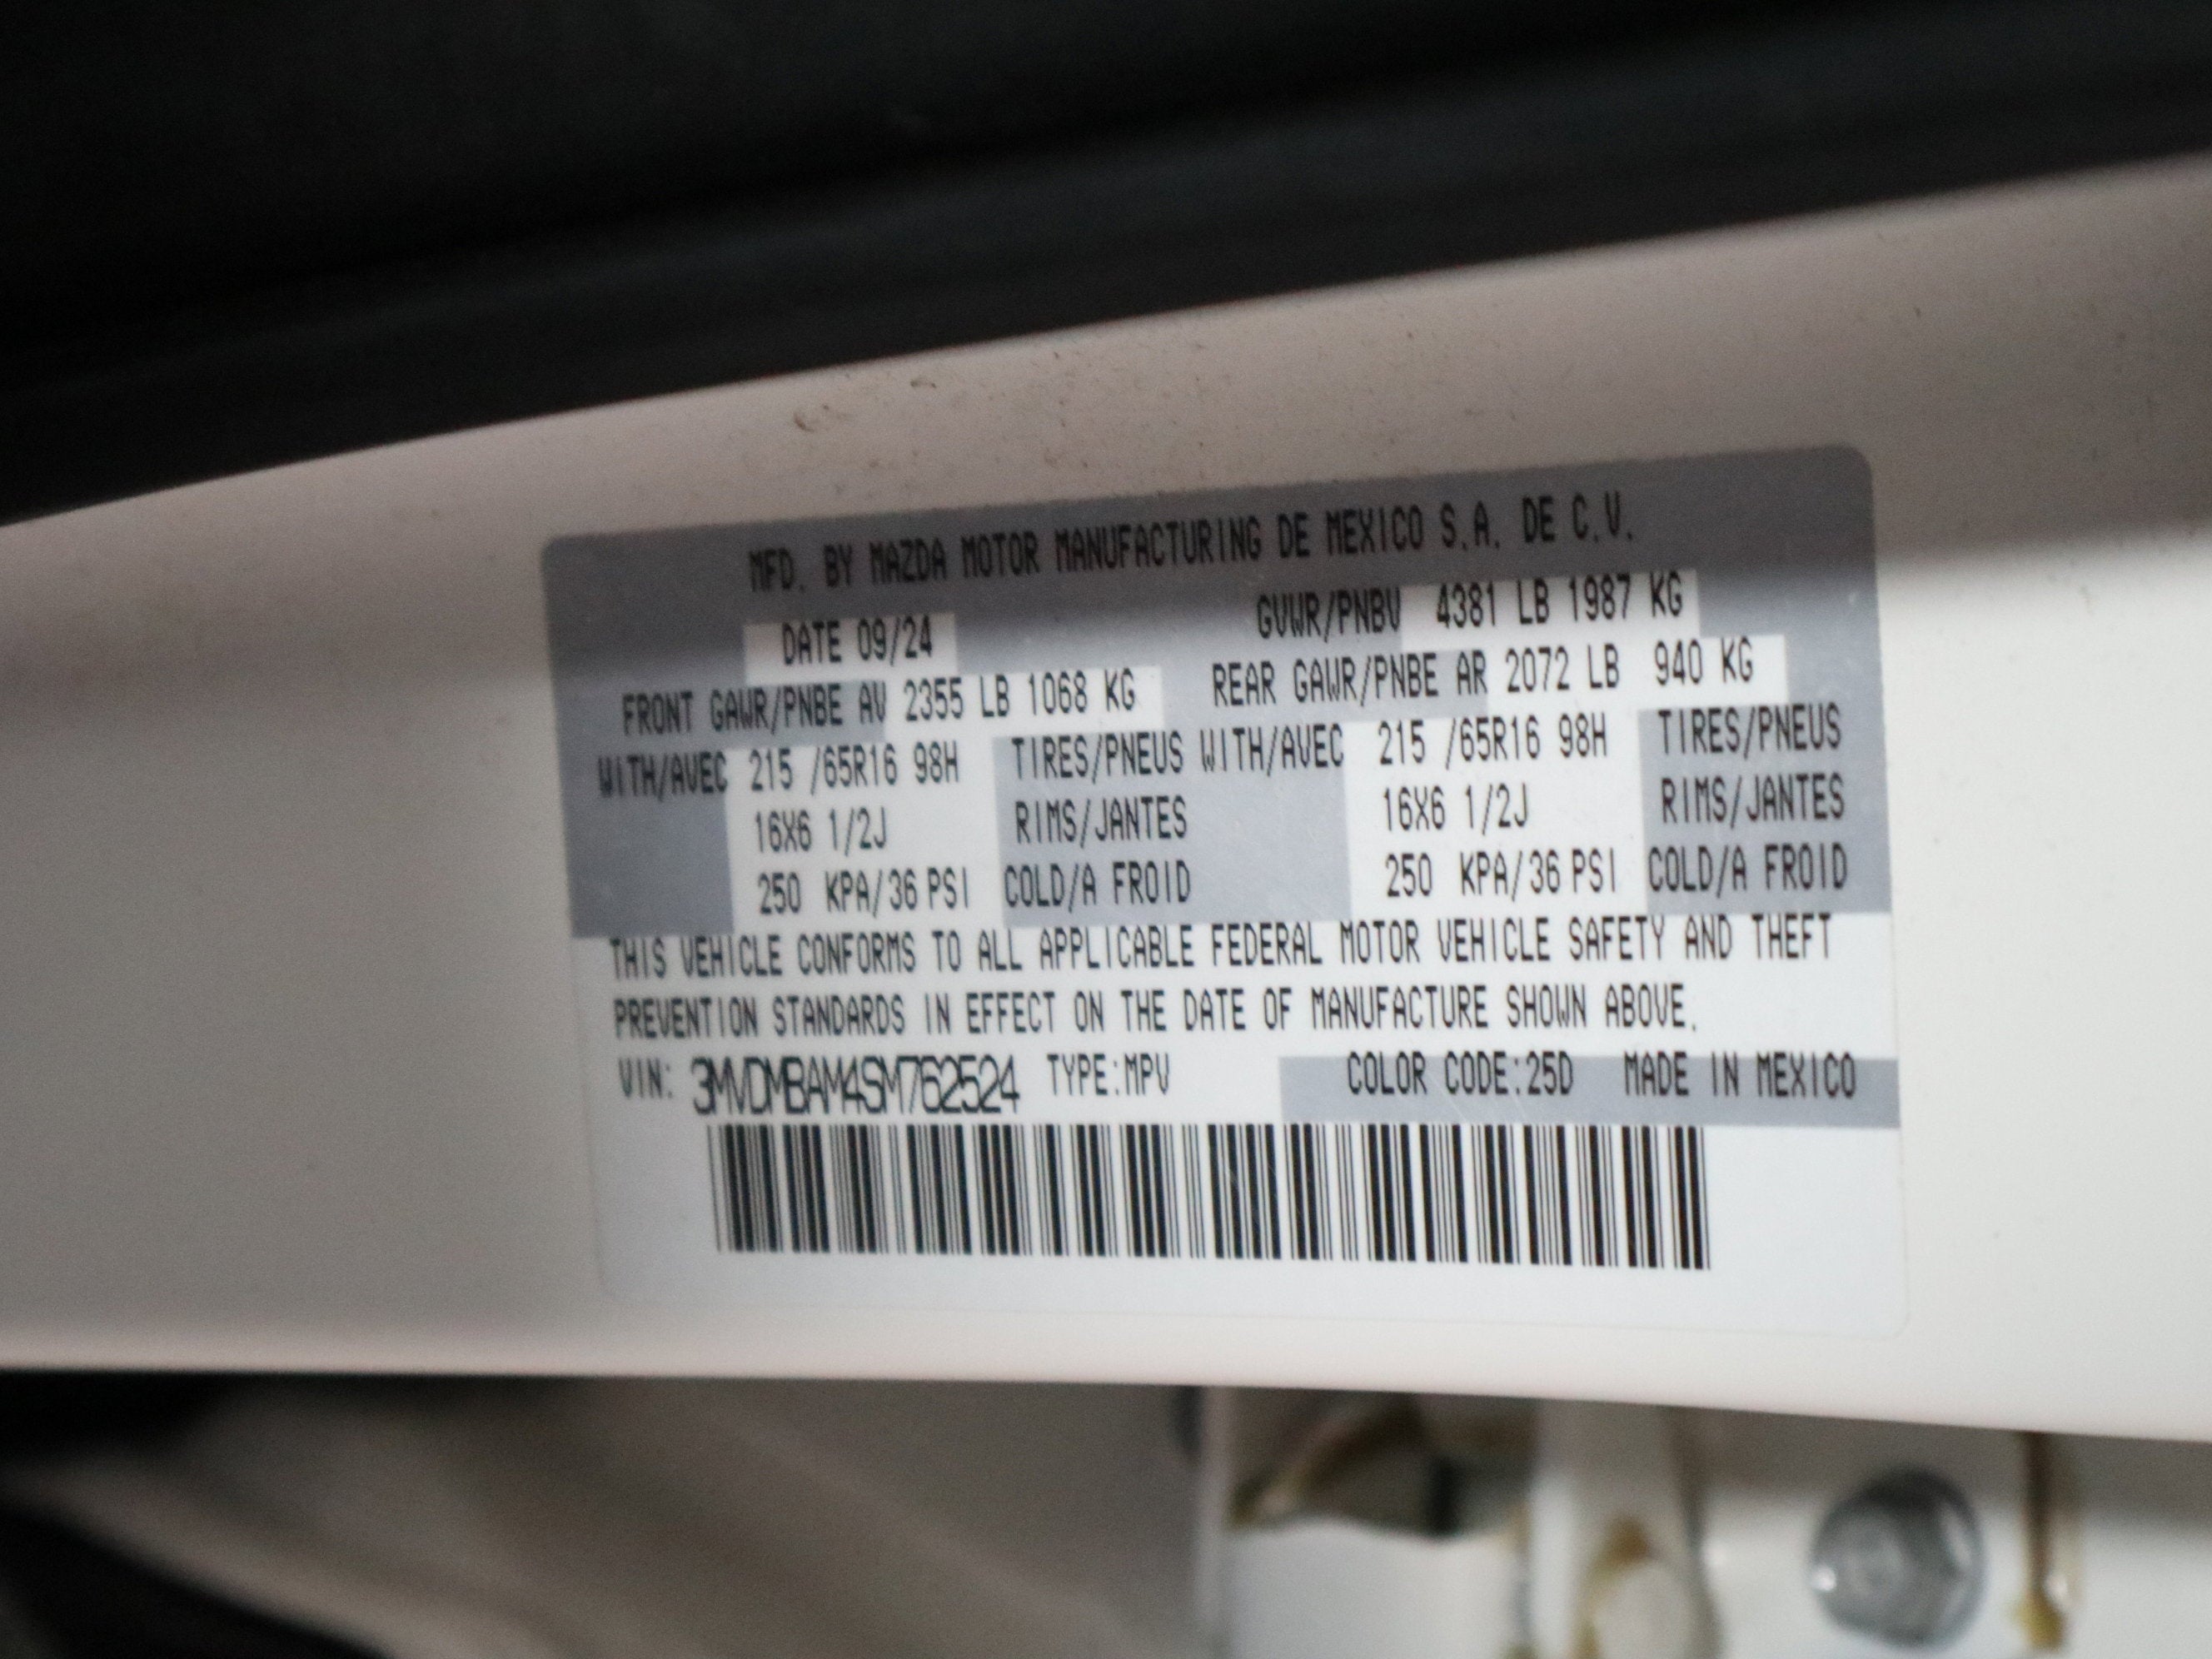 MFD. BY MAZDA MOTOR MANUFACTURING DE MEXICO S.A. DE C.V.
DATE 09/24 GVWR/PNBV 4381 LB 1987 KG
FRONT GAWR/PNBE AV 2355 LB 1068 KG REAR GAWR/PNBE AR 2072 LB 940 KG
WITH/AVEC 215 /65R16 98H TIRES/PNEUS WITH/AVEC 215 /65R16 98H TIRES/PNEUS
16X6 1/2J RIMS/JANTES 16X6 1/2J RIMS/JANTES
250 KPA/36 PSI COLD/A FROID 250 KPA/36 PSI COLD/A FROID
THIS VEHICLE CONFORMS TO ALL APPLICABLE FEDERAL MOTOR VEHICLE SAFETY AND THEFT
PREVENTION STANDARDS IN EFFECT ON THE DATE OF MANUFACTURE SHOWN ABOVE.
VIN: 3MVDMBAM4SM762524 TYPE:MPV COLOR CODE:25D MADE IN MEXICO